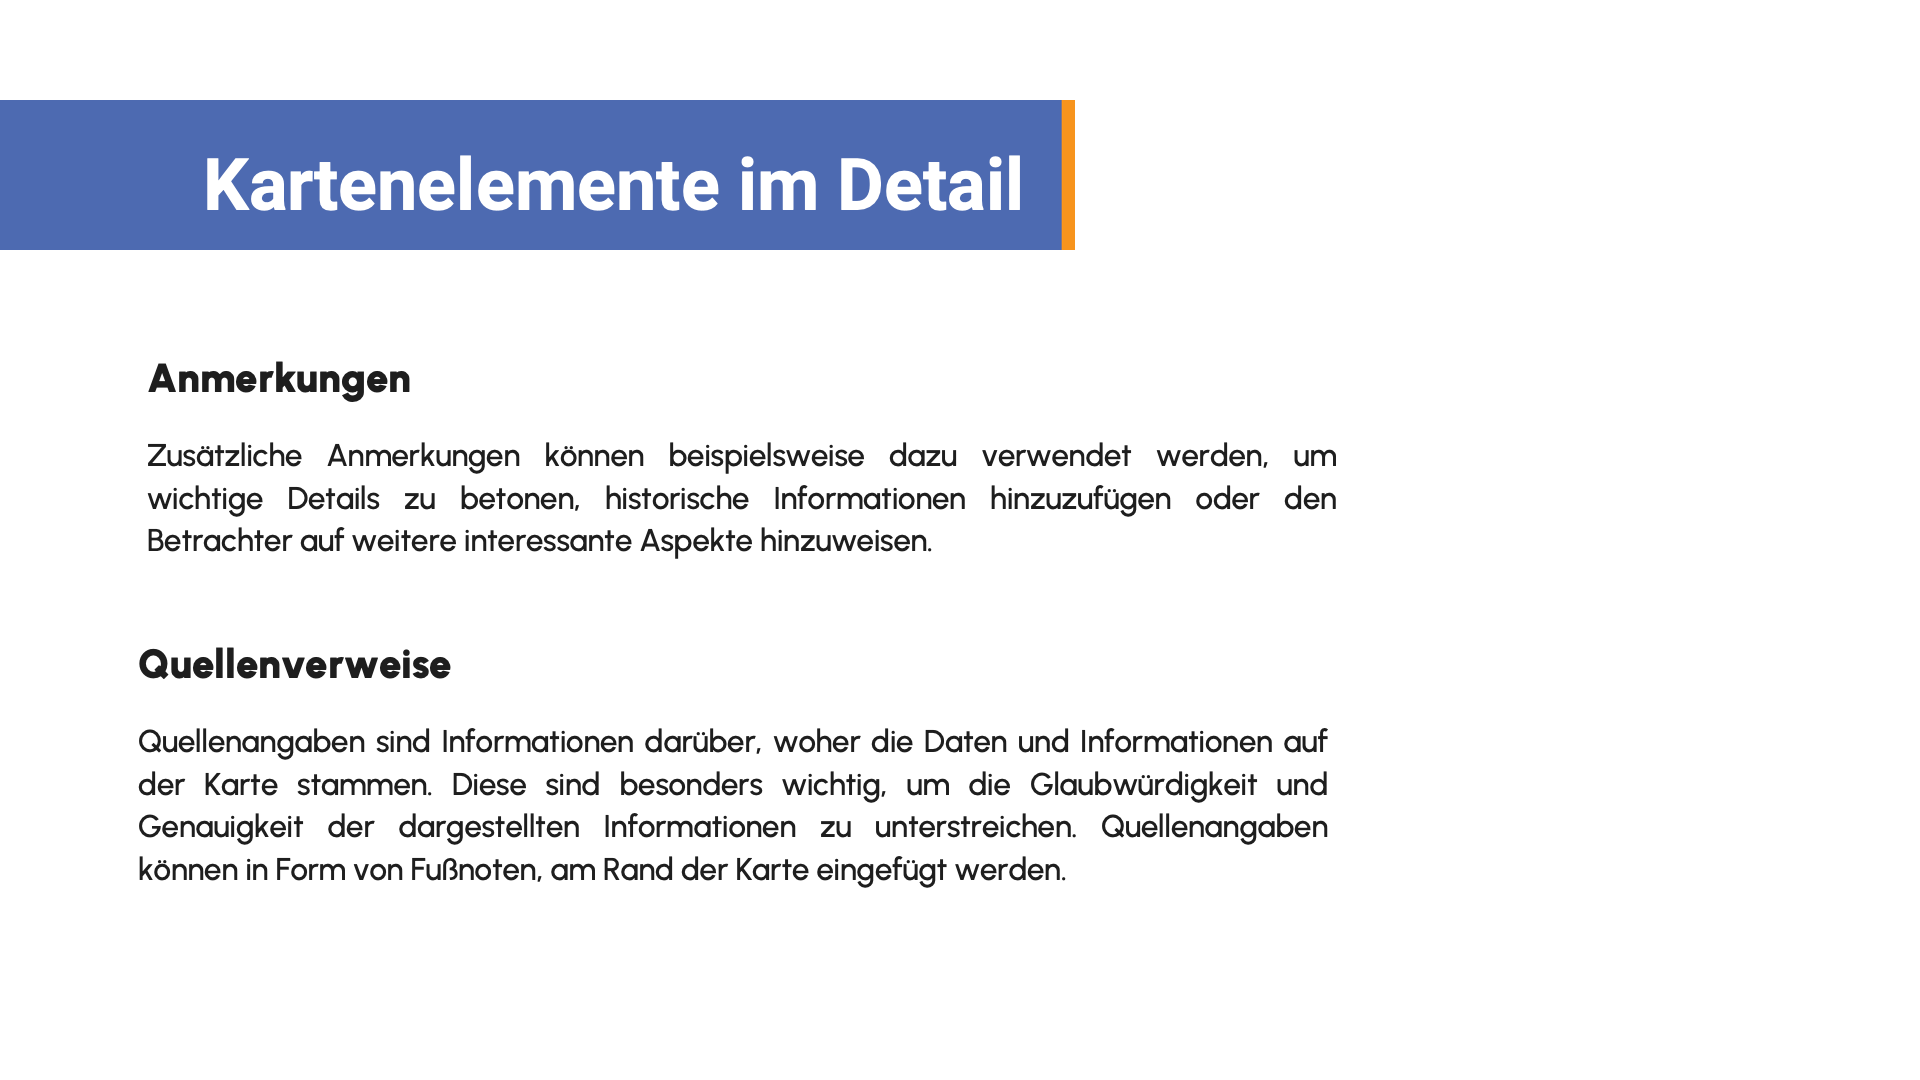 Kartenelemente im Detail
Anmerkungen
Zusätzliche Anmerkungen können beispielsweise dazu verwendet werden, um
wichtige Details zu betonen, historische Informationen hinzuzufügen oder den
Betrachter auf weitere interessante Aspekte hinzuweisen.
Quellenverweise
Quellenangaben sind Informationen darüber, woher die Daten und Informationen auf
der Karte stammen. Diese sind besonders wichtig, um die Glaubwürdigkeit und
Genauigkeit der dargestellten Informationen zu unterstreichen. Quellenangaben
können in Form von Fußnoten, am Rand der Karte eingefügt werden.